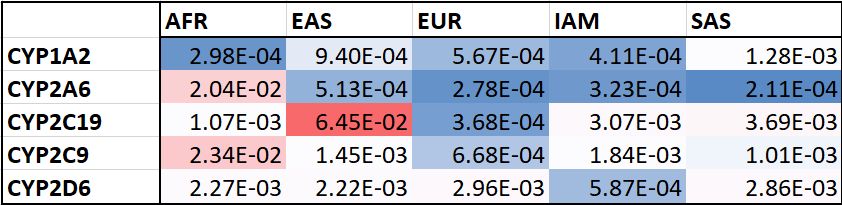 AFR EAS EUR IAM SAS
CYP1A2 2.98E-04 9.40E-04 5.67E-04 4.11E-04 1.28E-03
CYP2A6 2.04E-02 5.13E-04 2.78E-04 3.23E-04 2.11E-04
CYP2C19 1.07E-03 6.45E-02 3.68E-04 3.07E-03 3.69E-03
CYP2C9 2.34E-02 1.45E-03 6.68E-04 1.84E-03 1.01E-03
CYP2D6 2.27E-03 2.22E-03 2.96E-03 5.87E-04 2.86E-03